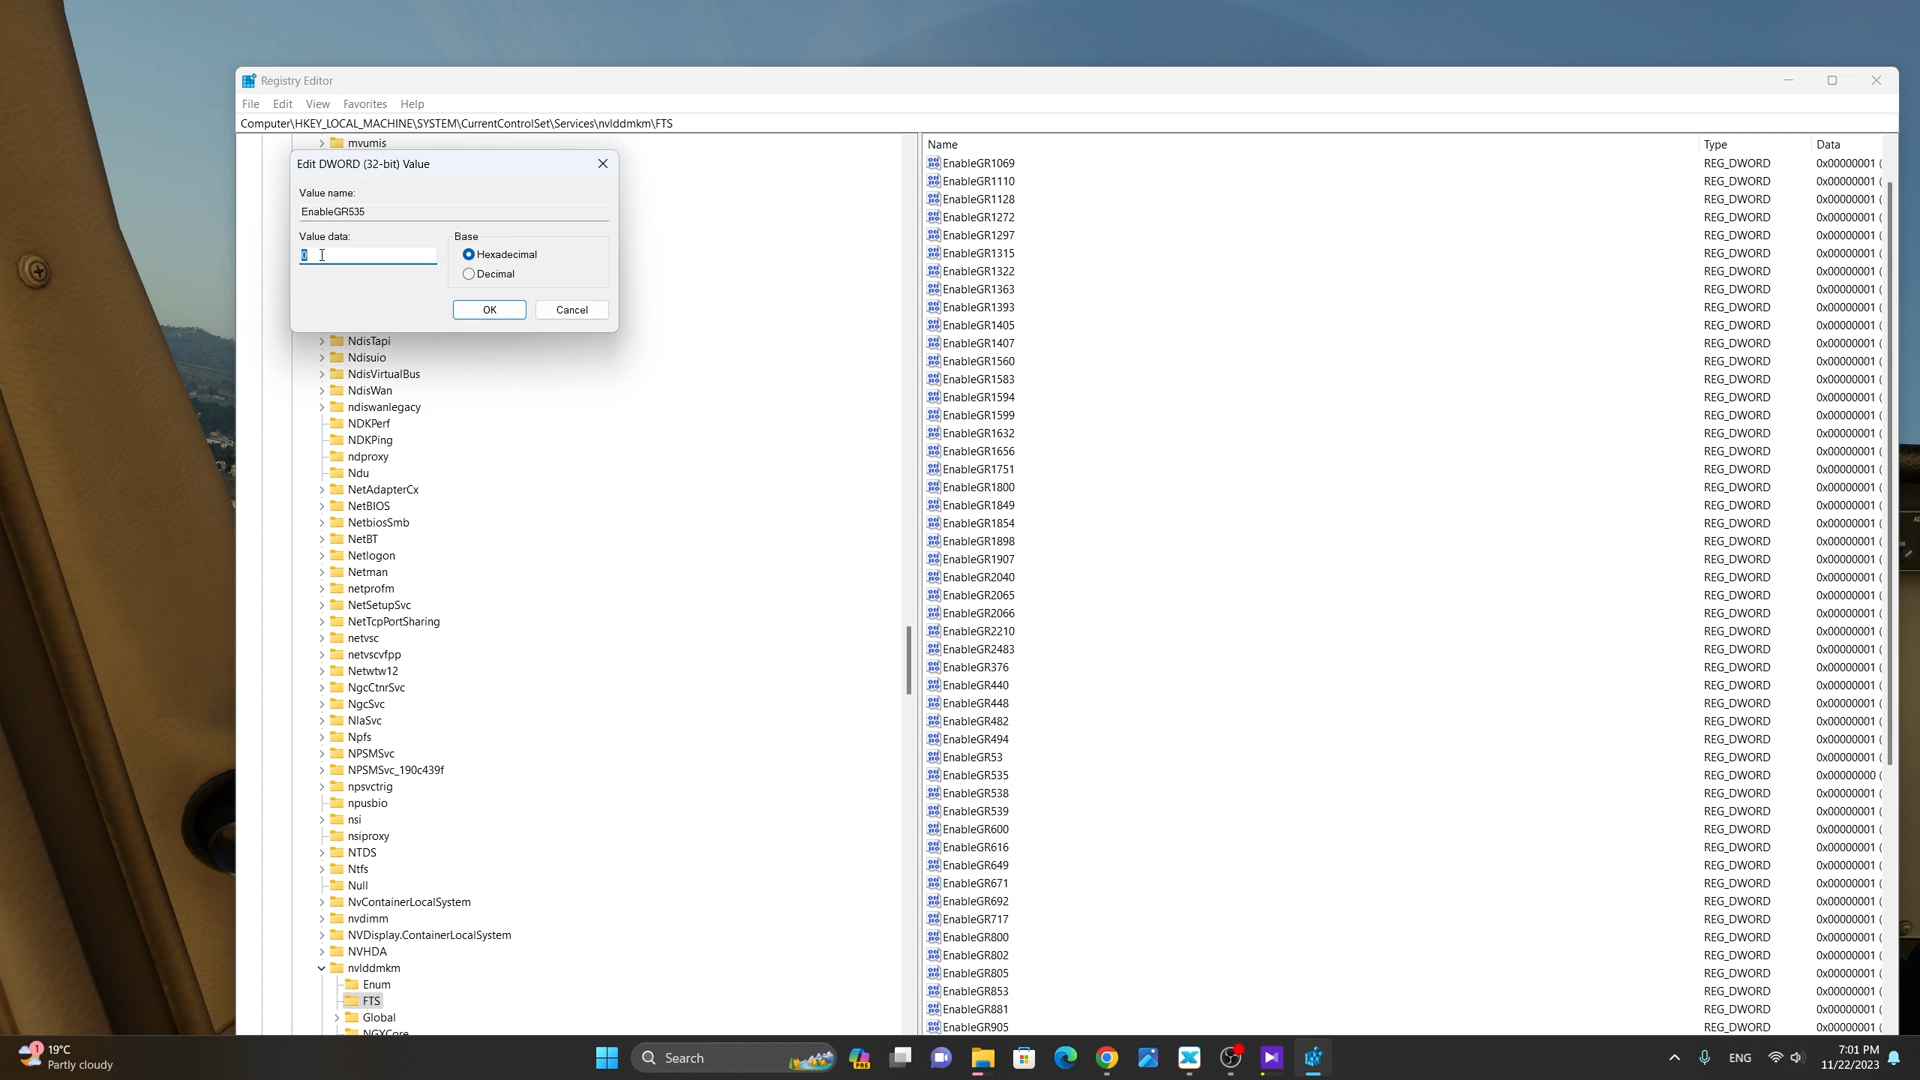 Registry Editor
File Edit View Favorites Help
Computer\HKEY_LOCAL_MACHINE\SYSTEM\CurrentControlSet\Services\nvlddmkm\FTS
mvumis
Edit DWORD (32-bit) Value
Value name:
EnableGR535
Value data:
0
Base
Hexadecimal
Decimal
OK Cancel
NdisTapi
Ndisuio
NdisVirtualBus
NdisWan
ndiswanlegacy
NDKPerf
NDKPing
ndproxy
Ndu
NetAdapterCx
NetBIOS
NetbiosSmb
NetBT
Netlogon
Netman
netprofm
NetSetupSvc
NetTcpPortSharing
netvsc
netvscvfpp
Netwtw12
NgcCtnrSvc
NgcSvc
NlaSvc
Npfs
NPSMSvc
NPSMSvc_190c439f
npsvctrig
npusbio
nsi
nsiproxy
NTDS
Ntfs
Null
NvContainerLocalSystem
nvdimm
NVDisplay.ContainerLocalSystem
NVHDA
nvlddmkm
Enum
FTS
Global
NGXCore
Name Type Data
EnableGR1069 REG_DWORD 0x00000001 (
EnableGR1110 REG_DWORD 0x00000001 (
EnableGR1128 REG_DWORD 0x00000001 (
EnableGR1272 REG_DWORD 0x00000001 (
EnableGR1297 REG_DWORD 0x00000001 (
EnableGR1315 REG_DWORD 0x00000001 (
EnableGR1322 REG_DWORD 0x00000001 (
EnableGR1363 REG_DWORD 0x00000001 (
EnableGR1393 REG_DWORD 0x00000001 (
EnableGR1405 REG_DWORD 0x00000001 (
EnableGR1407 REG_DWORD 0x00000001 (
EnableGR1560 REG_DWORD 0x00000001 (
EnableGR1583 REG_DWORD 0x00000001 (
EnableGR1594 REG_DWORD 0x00000001 (
EnableGR1599 REG_DWORD 0x00000001 (
EnableGR1632 REG_DWORD 0x00000001 (
EnableGR1656 REG_DWORD 0x00000001 (
EnableGR1751 REG_DWORD 0x00000001 (
EnableGR1800 REG_DWORD 0x00000001 (
EnableGR1849 REG_DWORD 0x00000001 (
EnableGR1854 REG_DWORD 0x00000001 (
EnableGR1898 REG_DWORD 0x00000001 (
EnableGR1907 REG_DWORD 0x00000001 (
EnableGR2040 REG_DWORD 0x00000001 (
EnableGR2065 REG_DWORD 0x00000001 (
EnableGR2066 REG_DWORD 0x00000001 (
EnableGR2210 REG_DWORD 0x00000001 (
EnableGR2483 REG_DWORD 0x00000001 (
EnableGR376 REG_DWORD 0x00000001 (
EnableGR440 REG_DWORD 0x00000001 (
EnableGR448 REG_DWORD 0x00000001 (
EnableGR482 REG_DWORD 0x00000001 (
EnableGR494 REG_DWORD 0x00000001 (
EnableGR53 REG_DWORD 0x00000001 (
EnableGR535 REG_DWORD 0x00000000 (
EnableGR538 REG_DWORD 0x00000001 (
EnableGR539 REG_DWORD 0x00000001 (
EnableGR600 REG_DWORD 0x00000001 (
EnableGR616 REG_DWORD 0x00000001 (
EnableGR649 REG_DWORD 0x00000001 (
EnableGR671 REG_DWORD 0x00000001 (
EnableGR692 REG_DWORD 0x00000001 (
EnableGR717 REG_DWORD 0x00000001 (
EnableGR800 REG_DWORD 0x00000001 (
EnableGR802 REG_DWORD 0x00000001 (
EnableGR805 REG_DWORD 0x00000001 (
EnableGR853 REG_DWORD 0x00000001 (
EnableGR881 REG_DWORD 0x00000001 (
EnableGR905 REG_DWORD 0x00000001 (
1
19°C
Partly cloudy
Search
PRE
ENG
7:01 PM
11/22/2023